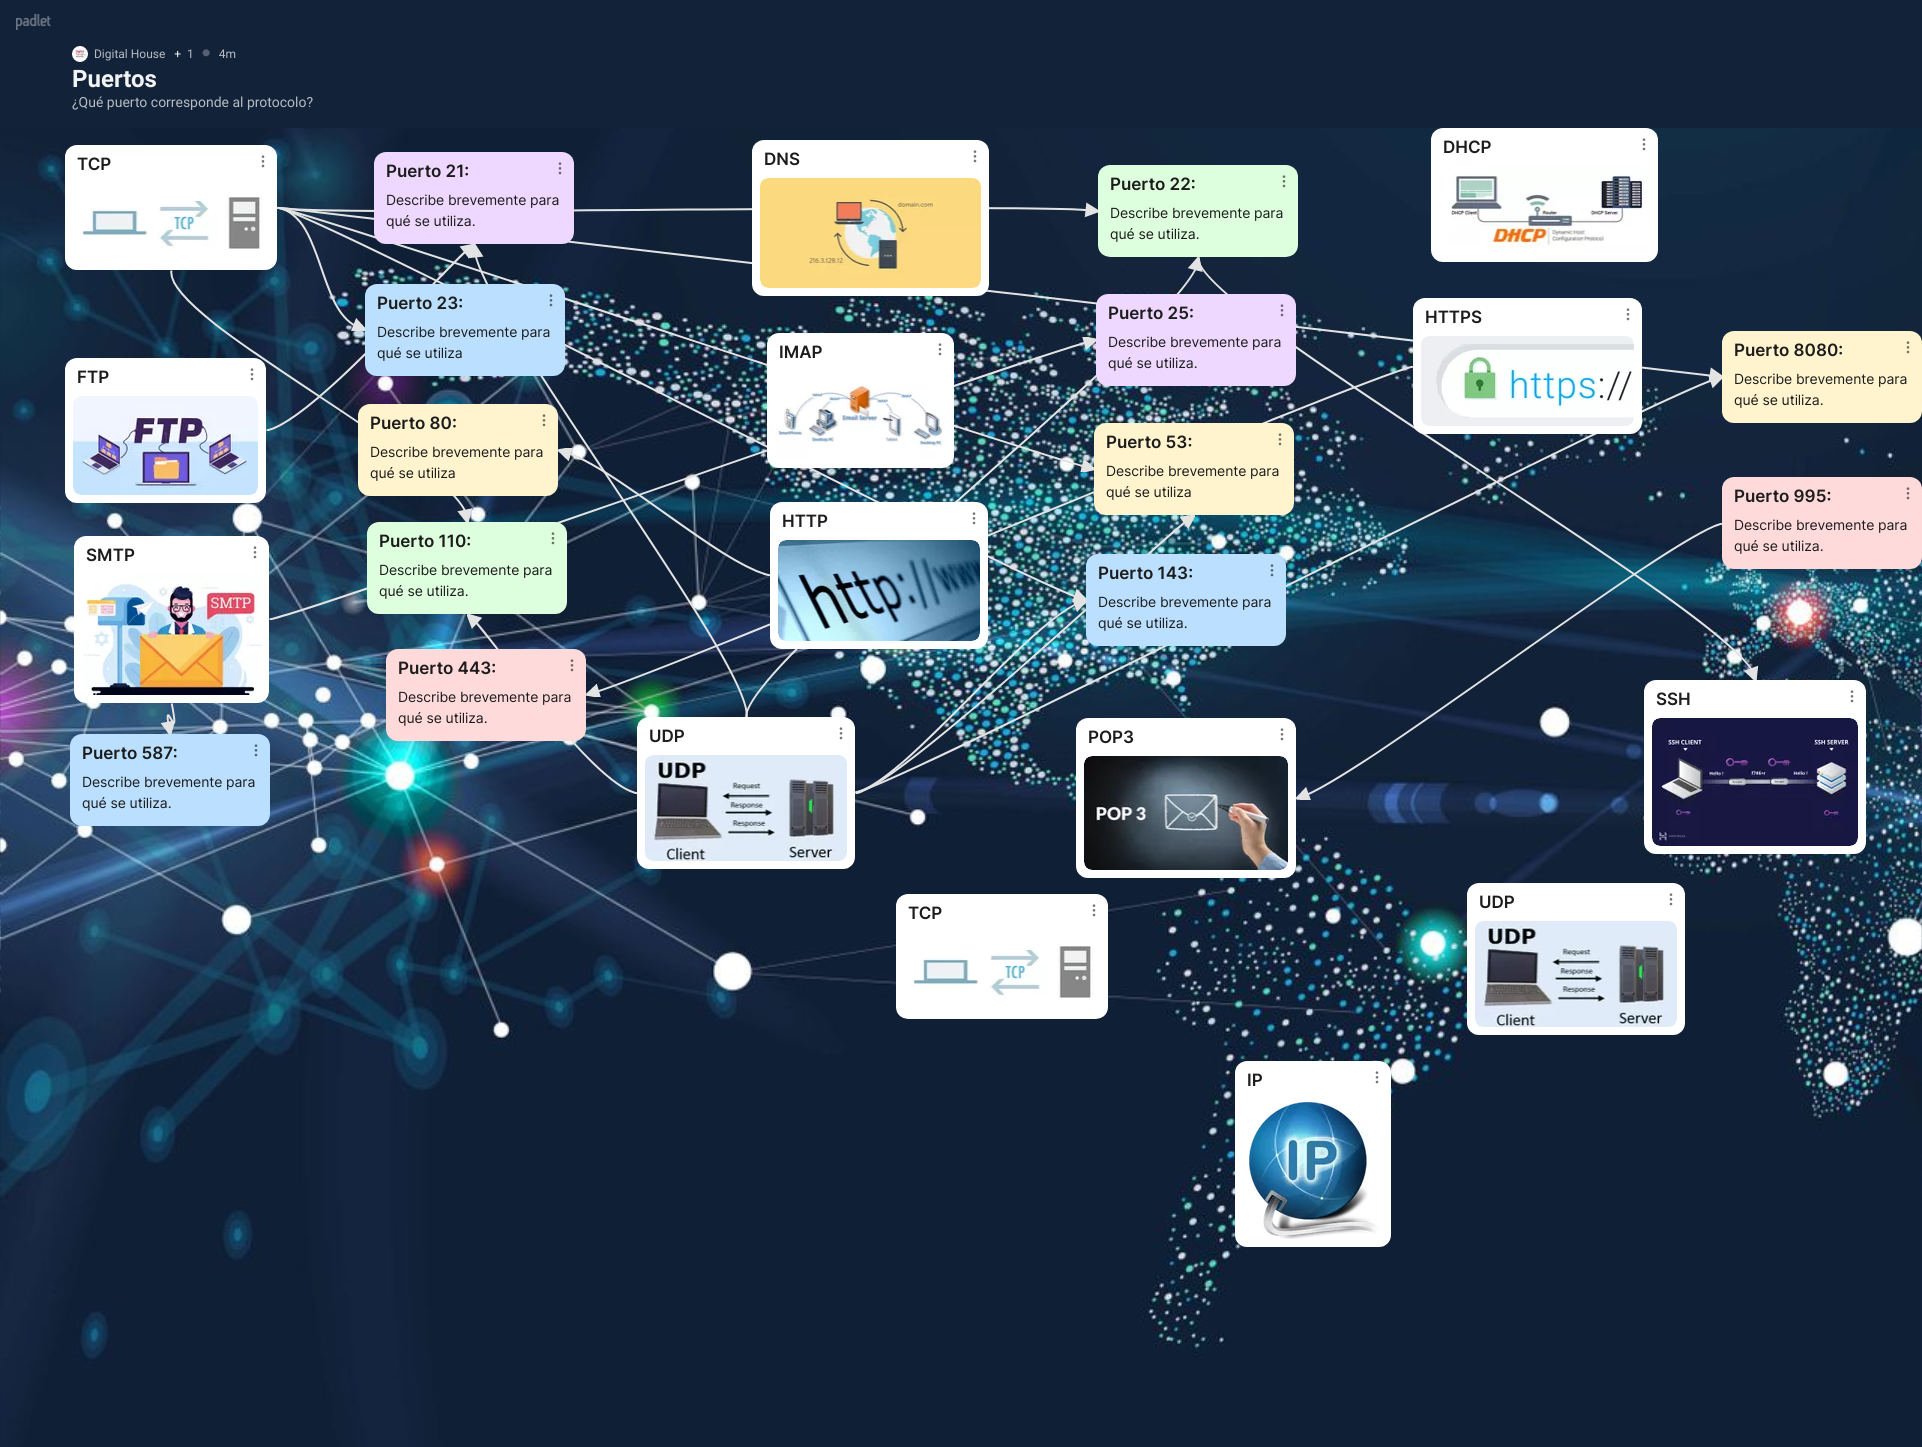 padlet
Digital House + 1 4m
Puertos
¿Qué puerto corresponde al protocolo?
TCP
TCP
Puerto 21:
Describe brevemente para
qué se utiliza.
DNS
domain.com
216.3.128.12
Puerto 22:
Describe brevemente para
qué se utiliza.
DHCP
DHCP Client
Router
DHCP Server
DHCP
Dynamic Host
Configuration Protocol
Puerto 23:
Describe brevemente para
qué se utiliza
Puerto 25:
Describe brevemente para
qué se utiliza.
HTTPS
https://
Puerto 8080:
Describe brevemente para
qué se utiliza.
IMAP
Email Server
FTP
FTP
Puerto 80:
Describe brevemente para
qué se utiliza
Puerto 53:
Describe brevemente para
qué se utiliza
Puerto 995:
Describe brevemente para
qué se utiliza.
HTTP
http://www
SMTP
SMTP
Puerto 110:
Describe brevemente para
qué se utiliza.
Puerto 143:
Describe brevemente para
qué se utiliza.
Puerto 443:
Describe brevemente para
qué se utiliza.
Puerto 587:
Describe brevemente para
qué se utiliza.
UDP
UDP
Request
Response
Response
Client
Server
POP3
POP 3
SSH
SSH CLIENT
SSH SERVER
Hello !
Hello !
TCP
TCP
UDP
UDP
Request
Response
Response
Client
Server
IP
IP